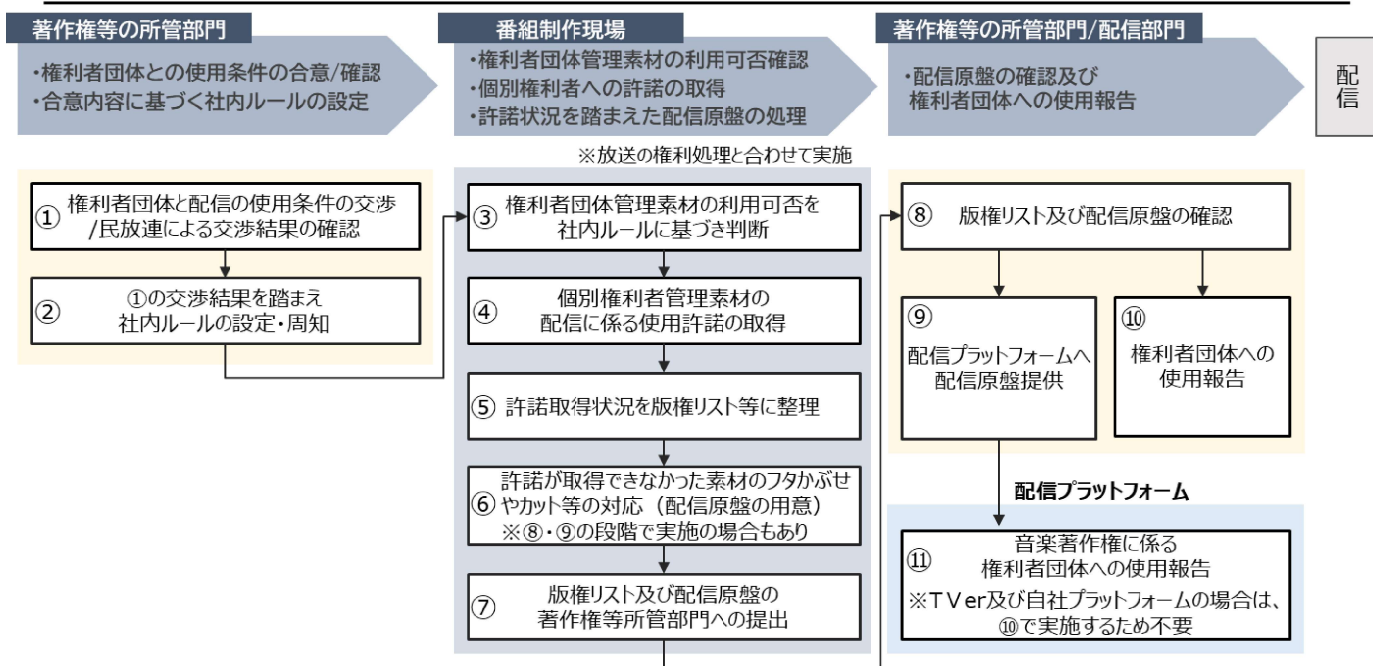 著作権等の所管部門
・権利者団体との使用条件の合意/確認
・合意内容に基づく社内ルールの設定
番組制作現場
・権利者団体管理素材の利用可否確認
・個別権利者への許諾の取得
・許諾状況を踏まえた配信原盤の処理
著作権等の所管部門/配信部門
・配信原盤の確認及び
権利者団体への使用報告
配信
※放送の権利処理と合わせて実施
① 権利者団体と配信の使用条件の交渉
/民放連による交渉結果の確認
② ①の交渉結果を踏まえ
社内ルールの設定・周知
③ 権利者団体管理素材の利用可否を
社内ルールに基づき判断
④ 個別権利者管理素材の
配信に係る使用許諾の取得
⑤ 許諾取得状況を版権リスト等に整理
⑥ 許諾が取得できなかった素材のフタかぶせ
やカット等の対応（配信原盤の用意）
※⑧・⑨の段階で実施の場合もあり
⑦ 版権リスト及び配信原盤の
著作権等所管部門への提出
⑧ 版権リスト及び配信原盤の確認
⑨
配信プラットフォームへ
配信原盤提供
⑩
権利者団体への
使用報告
配信プラットフォーム
⑪ 音楽著作権に係る
権利者団体への使用報告
※TVer及び自社プラットフォームの場合は、
⑩で実施するため不要